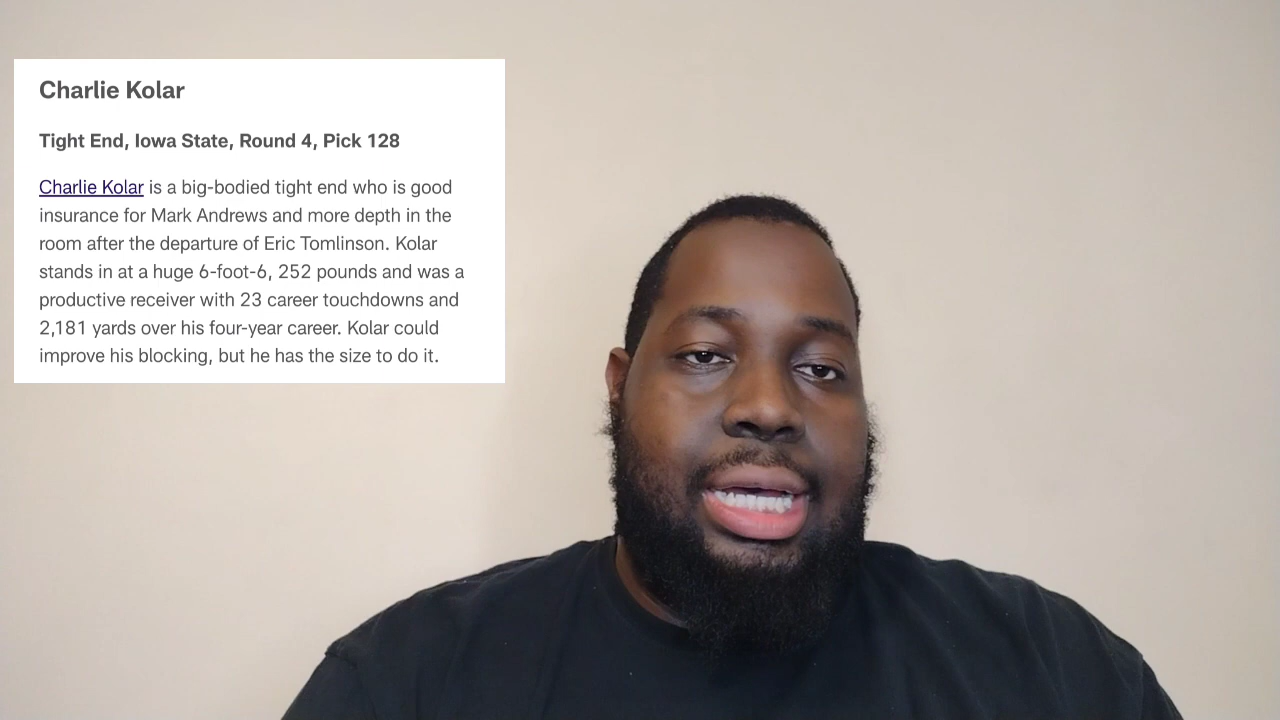 Charlie Kolar
Tight End, Iowa State, Round 4, Pick 128
Charlie Kolar is a big-bodied tight end who is good
insurance for Mark Andrews and more depth in the
room after the departure of Eric Tomlinson. Kolar
stands in at a huge 6-foot-6, 252 pounds and was a
productive receiver with 23 career touchdowns and
2,181 yards over his four-year career. Kolar could
improve his blocking, but he has the size to do it.